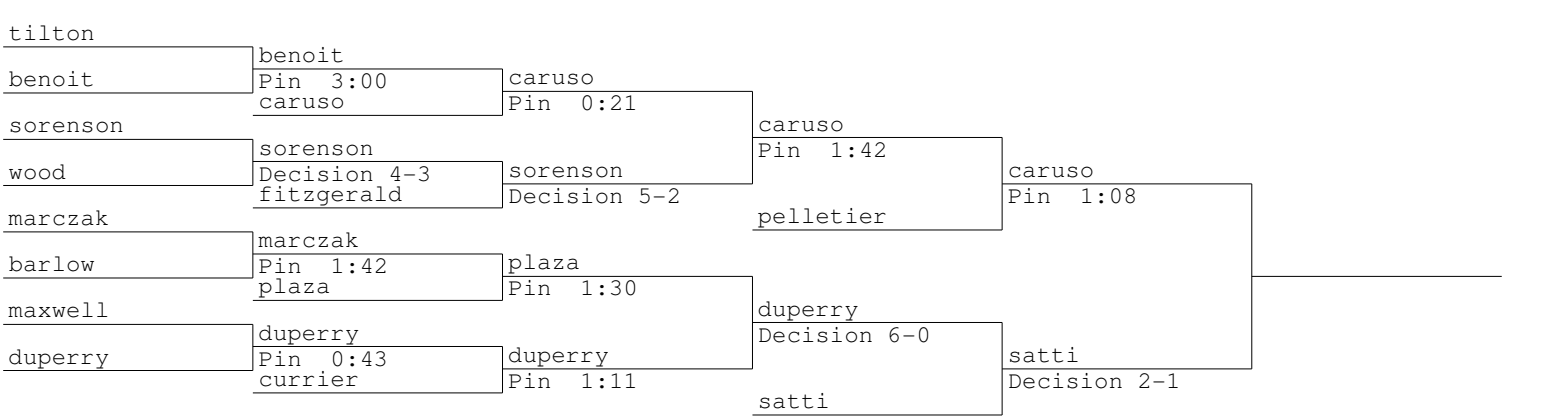 tilton
benoit
sorenson
wood
marczak
barlow
maxwell
duperry
benoit
Pin 3:00
caruso
sorenson
Decision 4-3
fitzgerald
marczak
Pin 1:42
plaza
duperry
Pin 0:43
currier
caruso
Pin 0:21
sorenson
Decision 5-2
plaza
Pin 1:30
duperry
Pin 1:11
caruso
Pin 1:42
pelletier
duperry
Decision 6-0
satti
caruso
Pin 1:08
satti
Decision 2-1